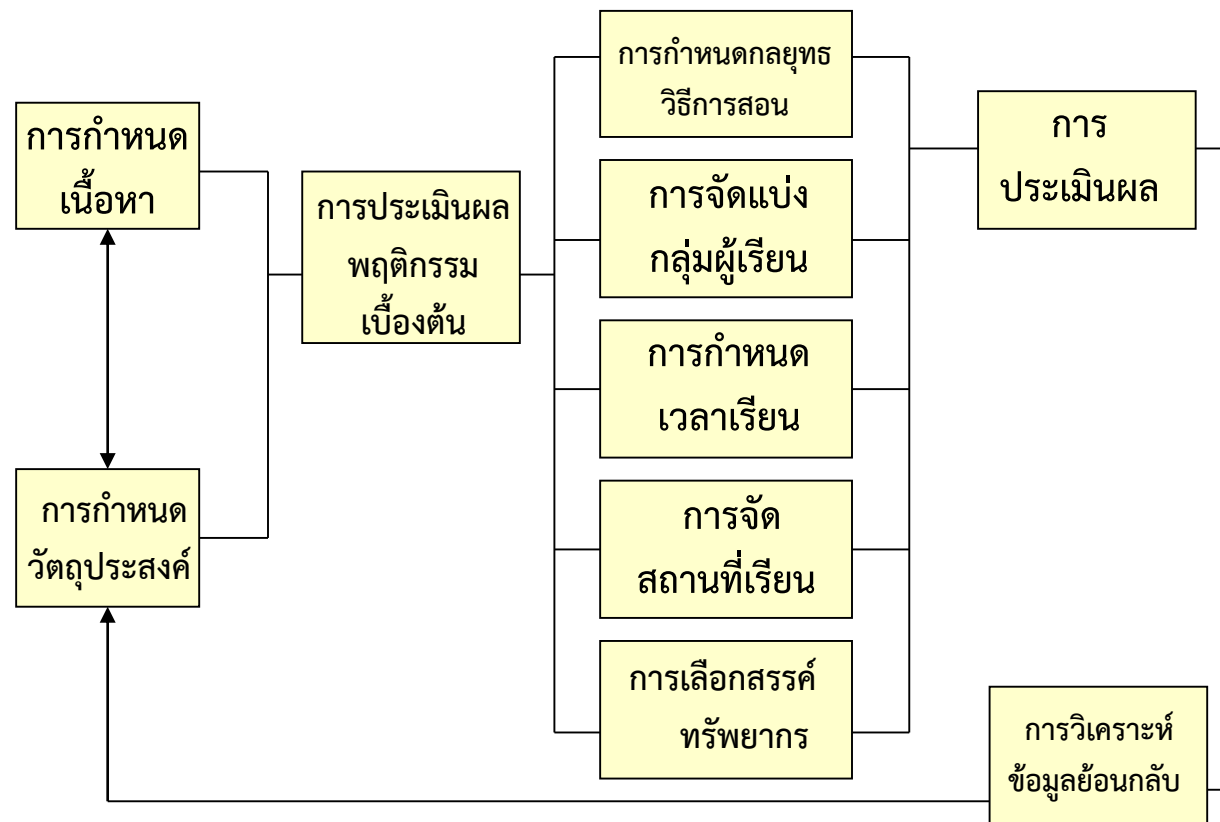 การกำหนด
เนื้อหา
การกำหนด
วัตถุประสงค์
การประเมินผล
พฤติกรรม
เบื้องต้น
การกำหนดกลยุทธ
วิธีการสอน
การจัดแบ่ง
กลุ่มผู้เรียน
การกำหนด
เวลาเรียน
การจัด
สถานที่เรียน
การเลือกสรรค์
ทรัพยากร
การ
ประเมินผล
การวิเคราะห์
ข้อมูลย้อนกลับ